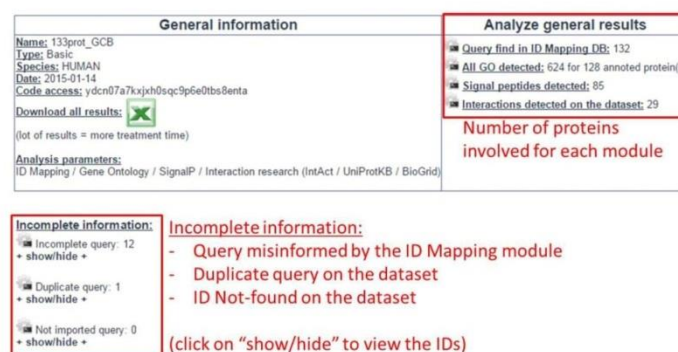 General information
Name: 133prot_GCB
Type: Basic
Species: HUMAN
Date: 2015-01-14
Code access: ydcn07a7kxjxh0sqc9p6e0tbs8enta
Download all results:
(lot of results = more treatment time)
Analysis parameters:
ID Mapping / Gene Ontology / SignalP / Interaction research (IntAct / UniProtKB / BioGrid)
Analyze general results
Query find in ID Mapping DB: 132
All GO detected: 624 for 128 annoted protein(
Signal peptides detected: 85
Interactions detected on the dataset: 29
Number of proteins
involved for each module
Incomplete information:
Incomplete query: 12
+ show/hide +
Duplicate query: 1
+ show/hide +
Not imported query: 0
+ show/hide +
Incomplete information:
- Query misinformed by the ID Mapping module
- Duplicate query on the dataset
- ID Not-found on the dataset
(click on “show/hide” to view the IDs)